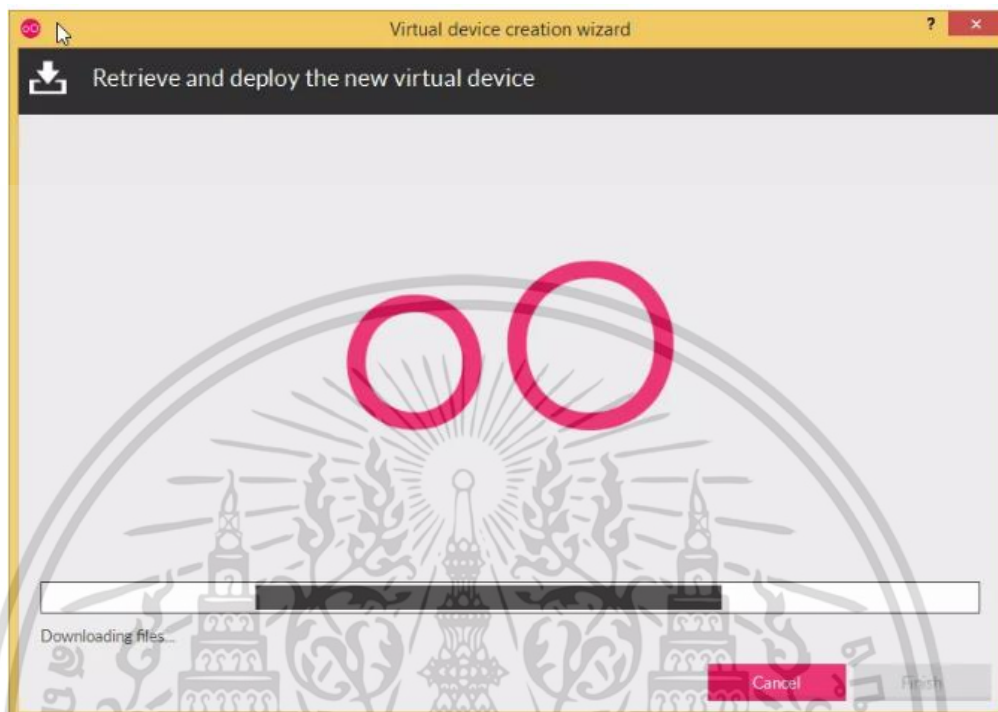 Virtual device creation wizard
?
×
Retrieve and deploy the new virtual device
Downloading files...
Cancel
Finish